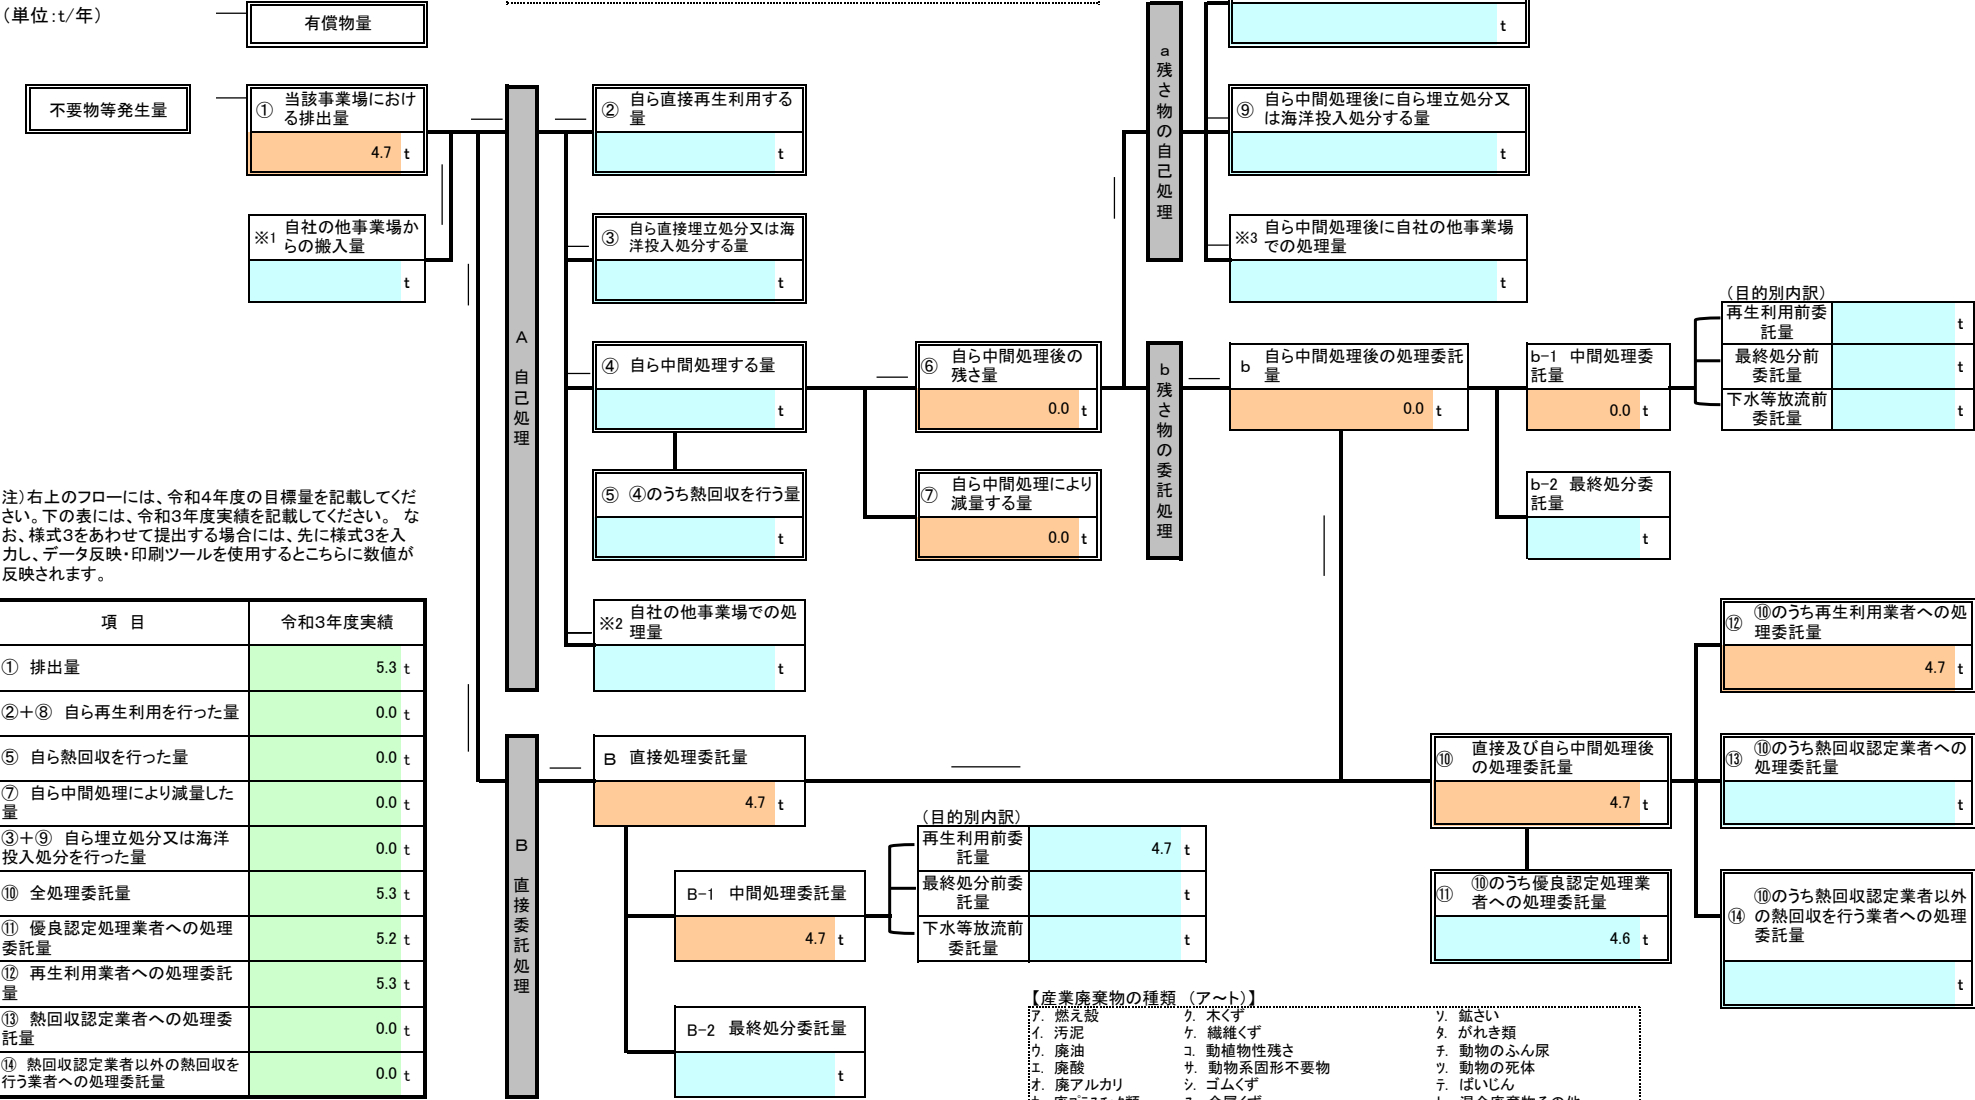 （単位：t/年）
有償物量
t
不要物等発生量
①
当該事業場におけ
る排出量
4.7 t
②
自ら直接再生利用する
量
t
⑨
自ら中間処理後に自ら埋立処分又
は海洋投入処分する量
t
a
残
さ
物
の
自
己
処
理
※1
自社の他事業場か
らの搬入量
t
③
自ら直接埋立処分又は海
洋投入処分する量
t
※3
自ら中間処理後に自社の他事業場
での処理量
t
A
自
己
処
理
④ 自ら中間処理する量
t
⑥
自ら中間処理後の
残さ量
0.0 t
b
残
さ
物
の
委
託
処
理
b
自ら中間処理後の処理委託
量
0.0 t
b-1 中間処理委
託量
0.0 t
（目的別内訳）
再生利用前委
託量
t
最終処分前
委託量
t
下水等放流前
委託量
t
⑤ ④のうち熱回収を行う量
t
⑦
自ら中間処理により
減量する量
0.0 t
b-2 最終処分委
託量
t
注）右上のフローには、令和4年度の目標量を記載してくだ
さい。下の表には、令和3年度実績を記載してください。 な
お、様式3をあわせて提出する場合には、先に様式3を入
力し、データ反映・印刷ツールを使用するとこちらに数値が
反映されます。
項 目 令和3年度実績
① 排出量 5.3 t
②＋⑧ 自ら再生利用を行った量 0.0 t
⑤ 自ら熱回収を行った量 0.0 t
⑦ 自ら中間処理により減量した
量
0.0 t
③＋⑨ 自ら埋立処分又は海洋
投入処分を行った量
0.0 t
⑩ 全処理委託量 5.3 t
⑪ 優良認定処理業者への処理
委託量
5.2 t
⑫ 再生利用業者への処理委託
量
5.3 t
⑬ 熱回収認定業者への処理委
託量
0.0 t
⑭ 熱回収認定業者以外の熱回収を
行う業者への処理委託量
0.0 t
※2
自社の他事業場での処
理量
t
B
直
接
委
託
処
理
B 直接処理委託量
4.7 t
B-1 中間処理委託量
4.7 t
（目的別内訳）
再生利用前委
託量
4.7 t
最終処分前委
託量
t
下水等放流前
委託量
t
B-2 最終処分委託量
t
⑩
直接及び自ら中間処理後
の処理委託量
4.7 t
⑪
⑩のうち優良認定処理業
者への処理委託量
4.6 t
⑫
⑩のうち再生利用業者への処
理委託量
4.7 t
⑬
⑩のうち熱回収認定業者への
処理委託量
t
⑭
⑩のうち熱回収認定業者以外
の熱回収を行う業者への処理
委託量
t
【産業廃棄物の種類 （ア～ト）】
ア. 燃え殻 ク. 木くず ソ. 鉱さい
イ. 汚泥 ケ. 繊維くず タ. がれき類
ウ. 廃油 コ. 動植物性残さ チ. 動物のふん尿
エ. 廃酸 サ. 動物系固形不要物 ツ. 動物の死体
オ. 廃アルカリ シ. ゴムくず テ. ばいじん